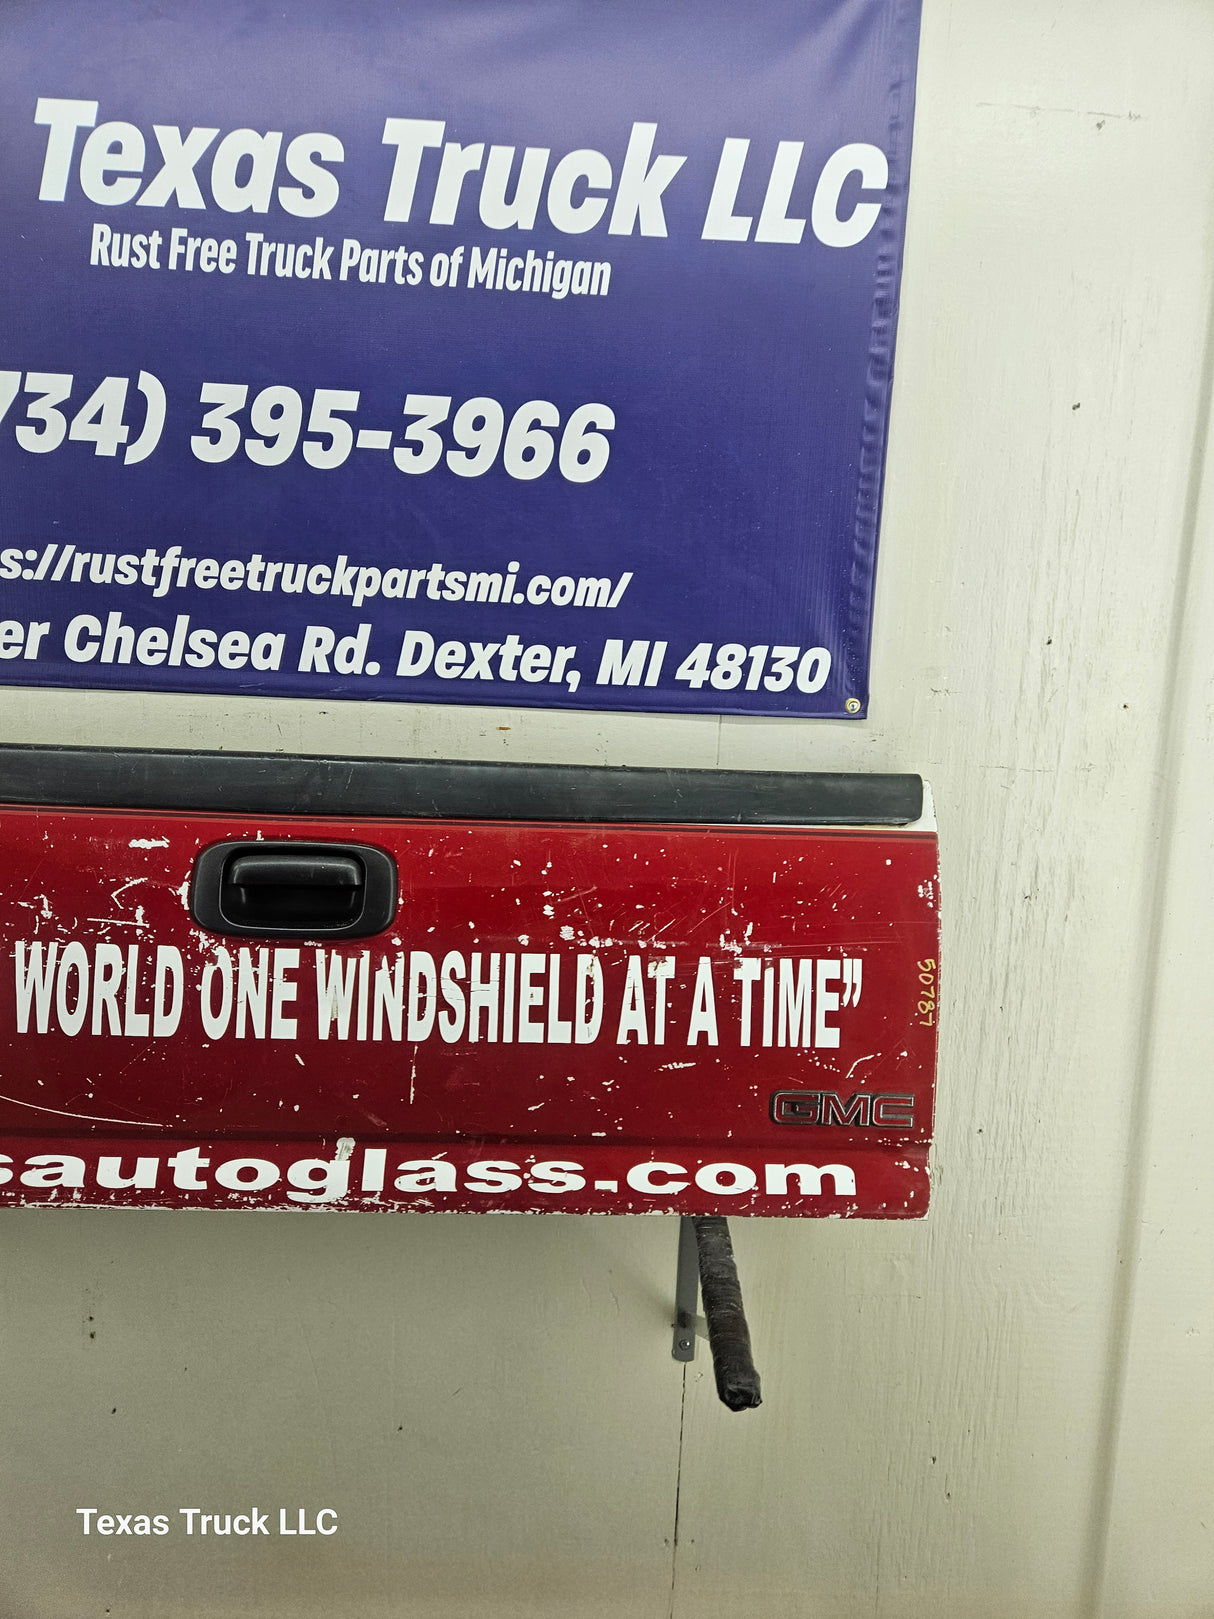 Texas Truck LLC
Rust Free Truck Parts of Michigan
734) 395-3966
s://rustfreetruckpartsmi.com/
er Chelsea Rd. Dexter, MI 48130
WORLD ONE WINDSHIELD AT A TIME”
50787
GMC
sautoglass.com
Texas Truck LLC